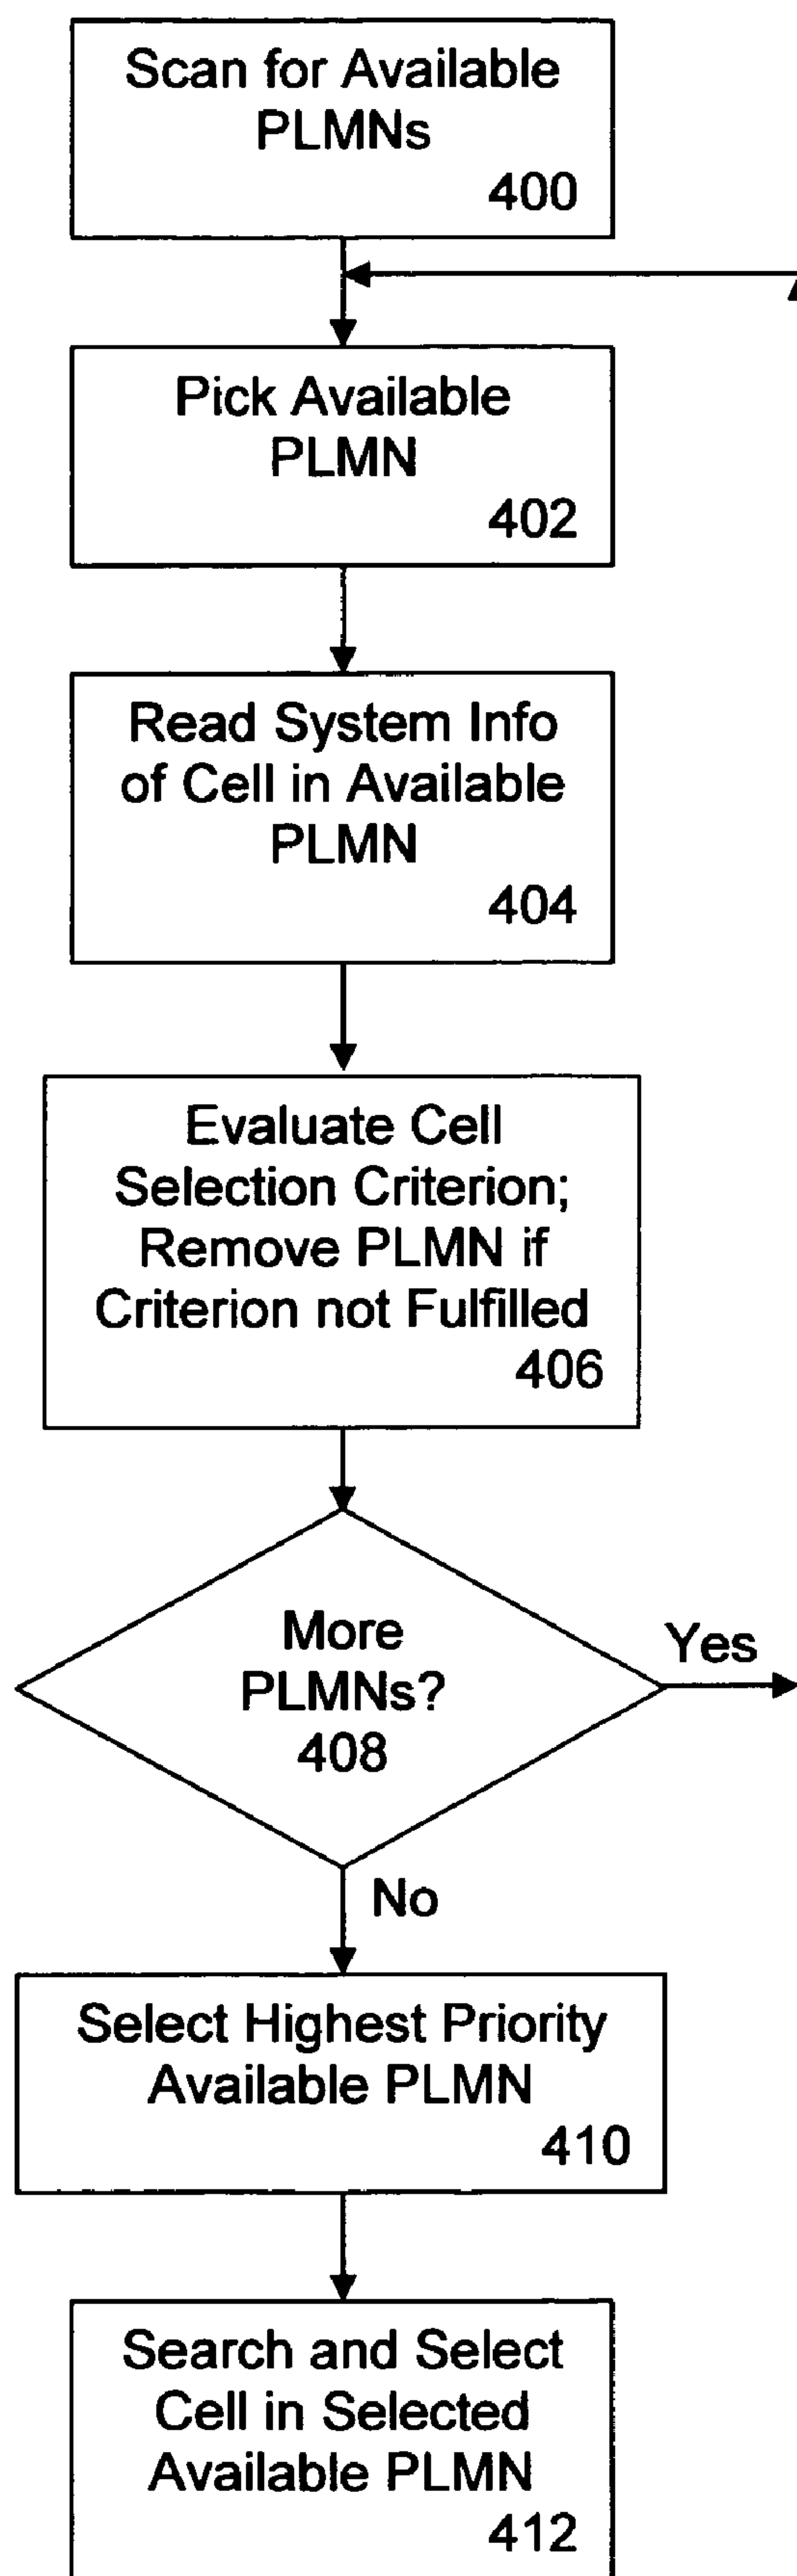 Scan for Available
PLMNs
400
Pick Available
PLMN
402
Read System Info
of Cell in Available
PLMN
404
Evaluate Cell
Selection Criterion;
Remove PLMN if
Criterion not Fulfilled
406
More
PLMNs?
408
Yes
No
Select Highest Priority
Available PLMN
410
Search and Select
Cell in Selected
Available PLMN
412